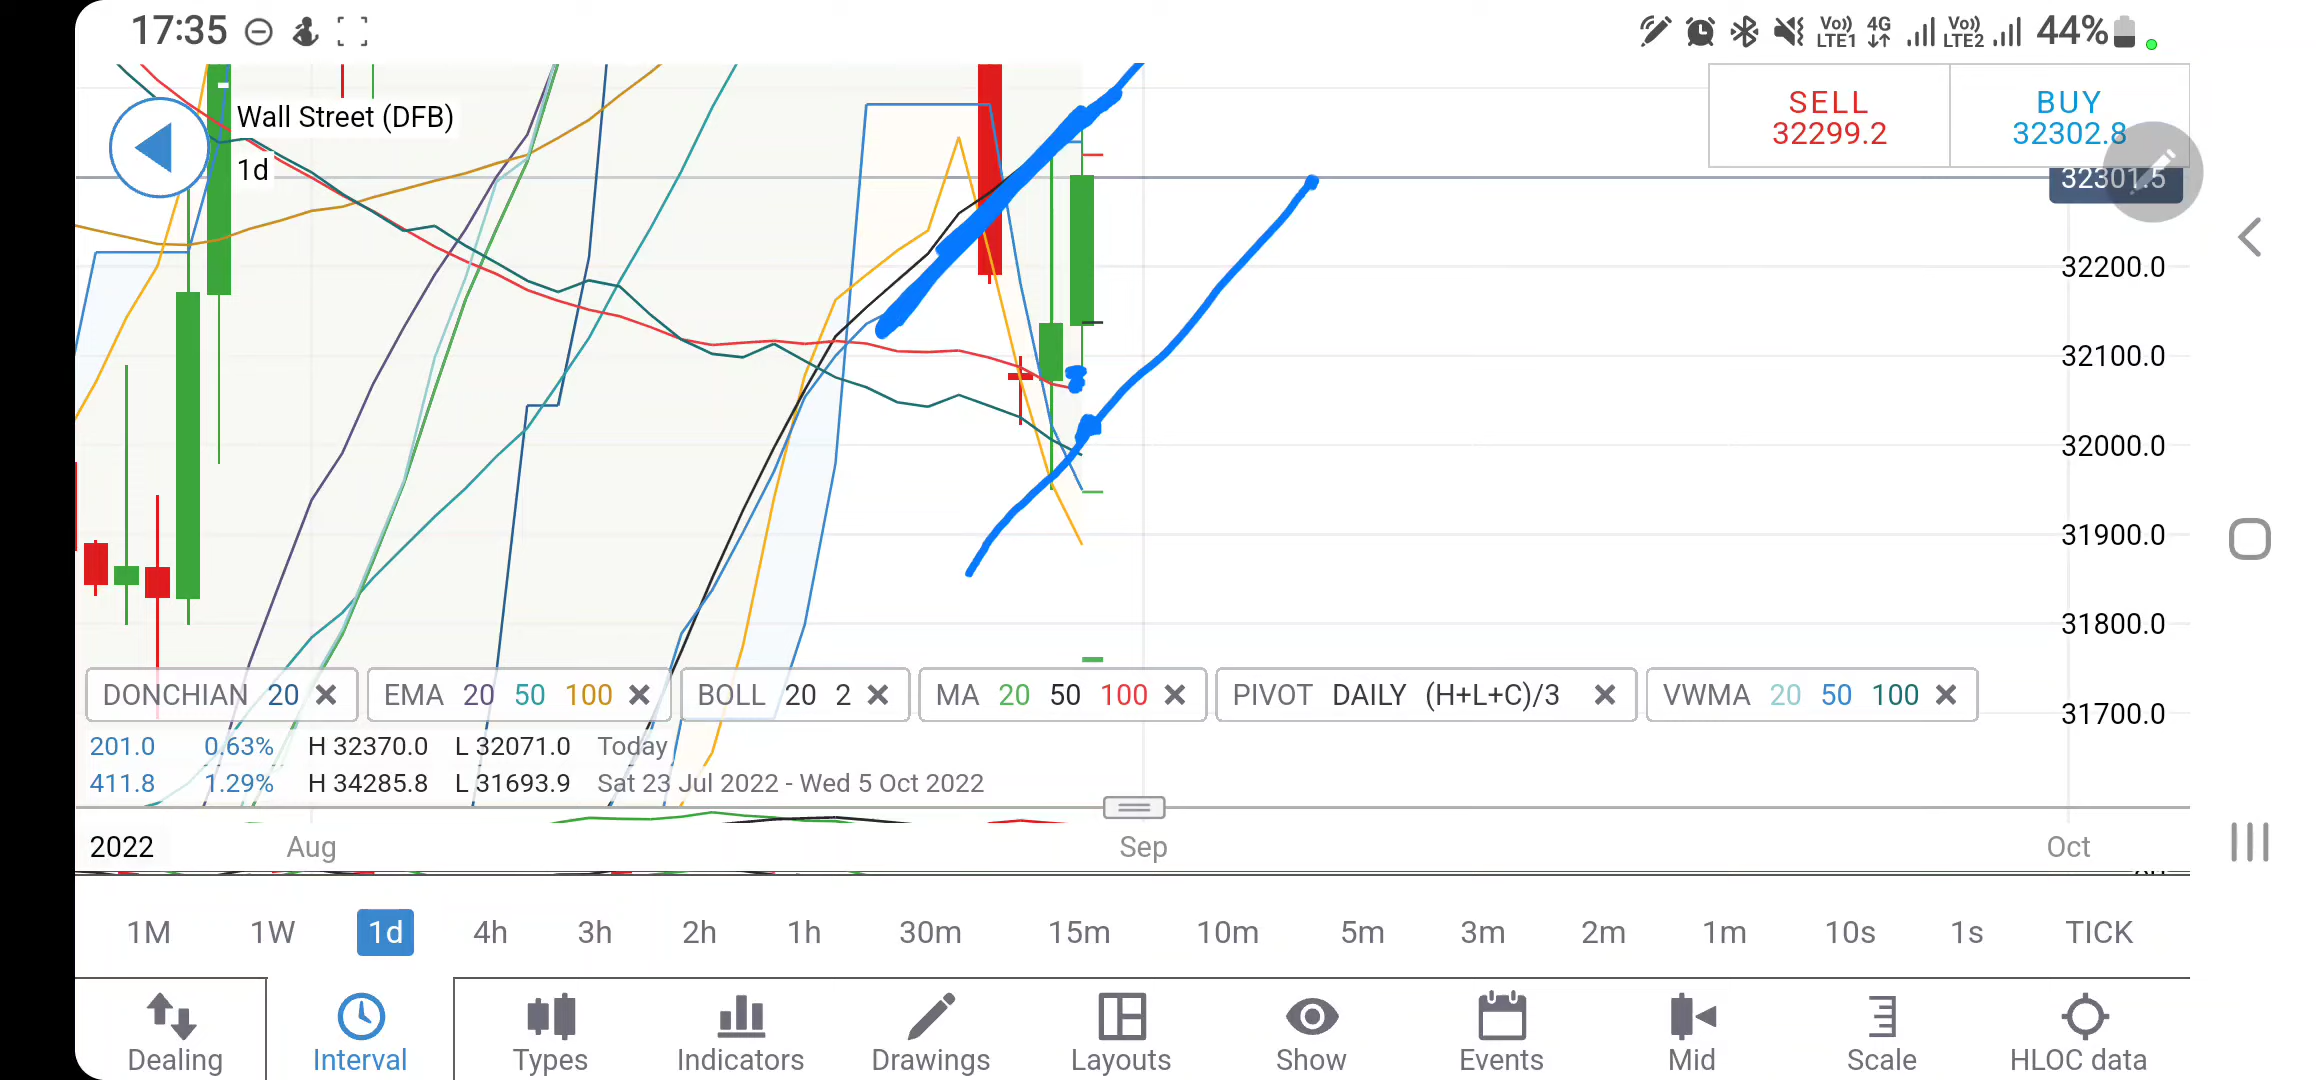 17:35
Vo)) LTE1 4G Vo)) LTE2 44%
Wall Street (DFB)
1d
SELL BUY
32299.2 32302.8
32301.5
32200.0
32100.0
32000.0
31900.0
31800.0
31700.0
DONCHIAN 20 EMA 20 50 100 BOLL 20 2 MA 20 50 100 PIVOT DAILY (H+L+C)/3 VWMA 20 50 100
201.0 0.63% H 32370.0 L 32071.0 Today
411.8 1.29% H 34285.8 L 31693.9 Sat 23 Jul 2022 - Wed 5 Oct 2022
2022 Aug Sep Oct
1M 1W 1d 4h 3h 2h 1h 30m 15m 10m 5m 3m 2m 1m 10s 1s TICK
Dealing Interval Types Indicators Drawings Layouts Show Events Mid Scale HLOC data